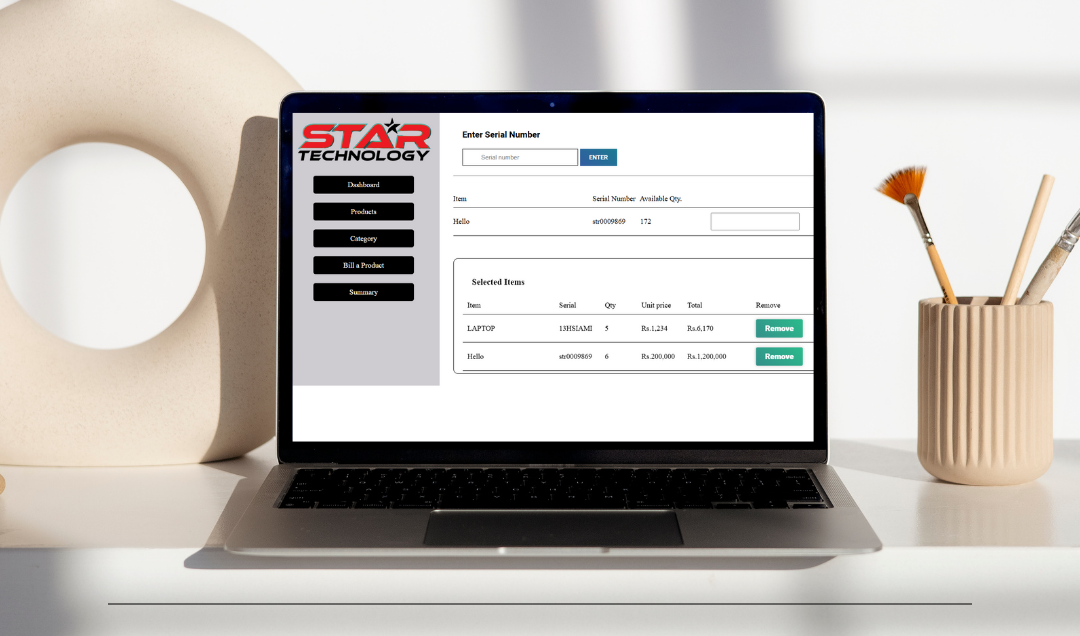 STAR
TECHNOLOGY
Dashboard
Products
Category
Bill a Product
Summary
Enter Serial Number
Serial number ENTER
Item Serial Number Available Qty.
Hello str0009869 172
Selected Items
Item Serial Qty Unit price Total Remove
LAPTOP 13HSIAMI 5 Rs.1,234 Rs.6,170 Remove
Hello str0009869 6 Rs.200,000 Rs.1,200,000 Remove